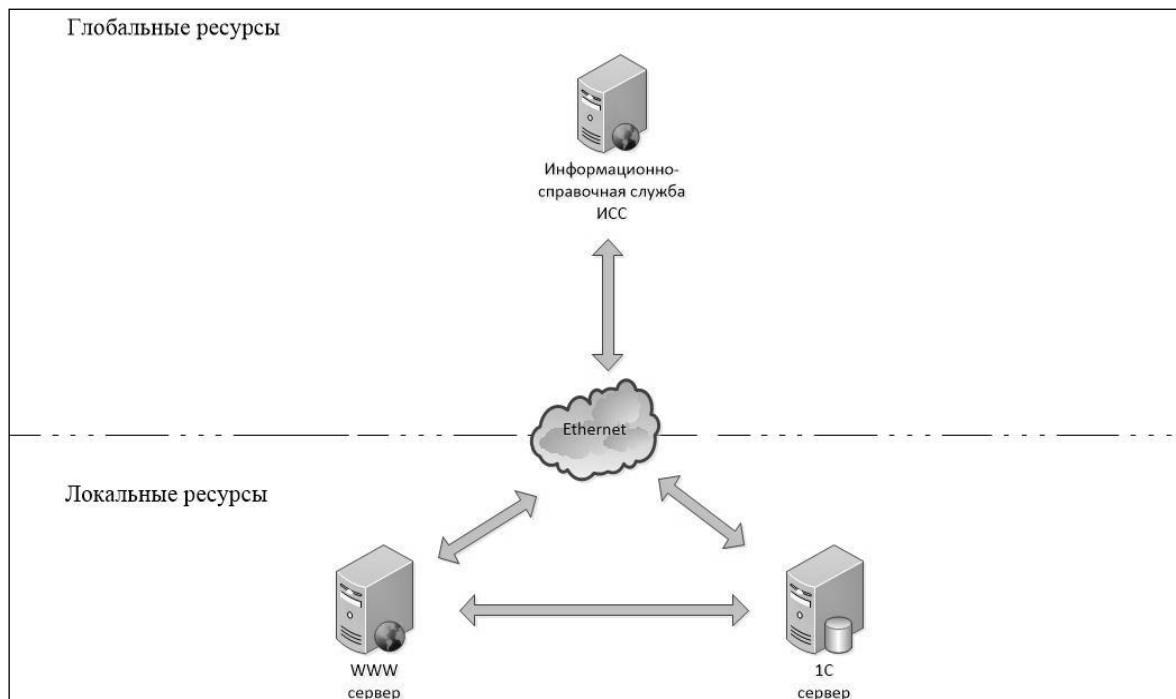 Глобальные ресурсы
Информационно-
справочная служба
ИСС
Ethernet
Локальные ресурсы
WWW
сервер
1С
сервер